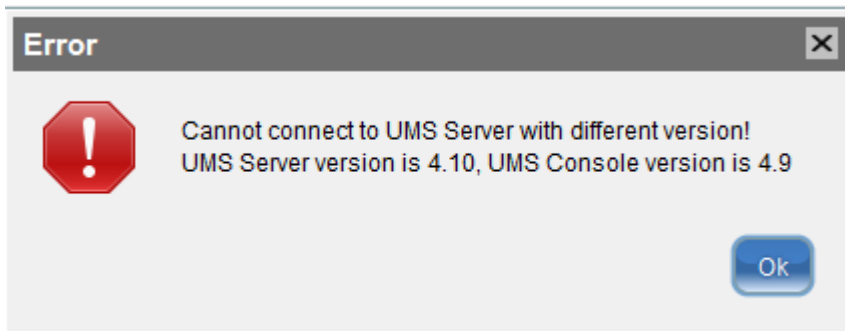 Error
Cannot connect to UMS Server with different version!
UMS Server version is 4.10, UMS Console version is 4.9
Ok